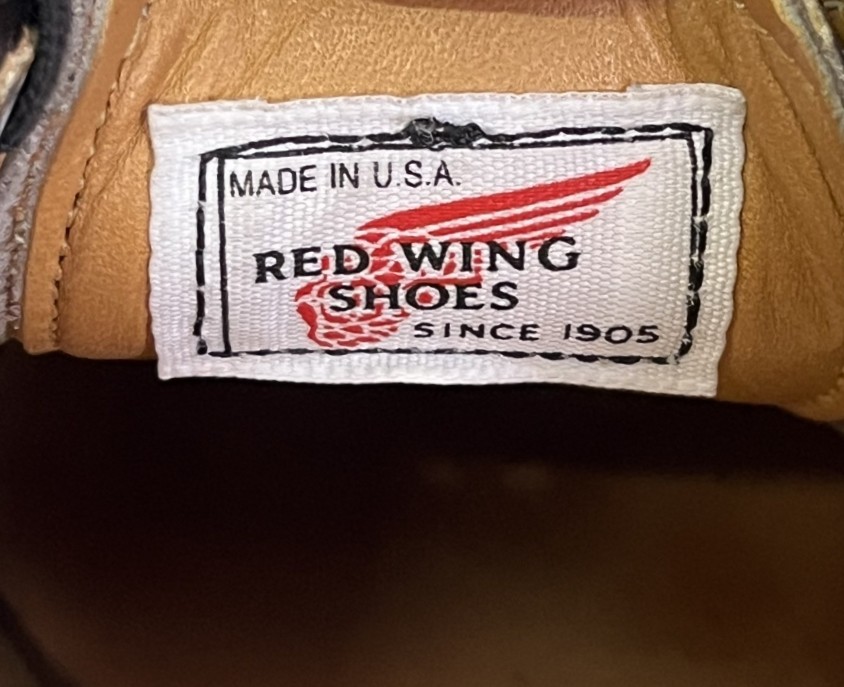 MADE IN U.S.A.
RED WING
SHOES
SINCE 1905